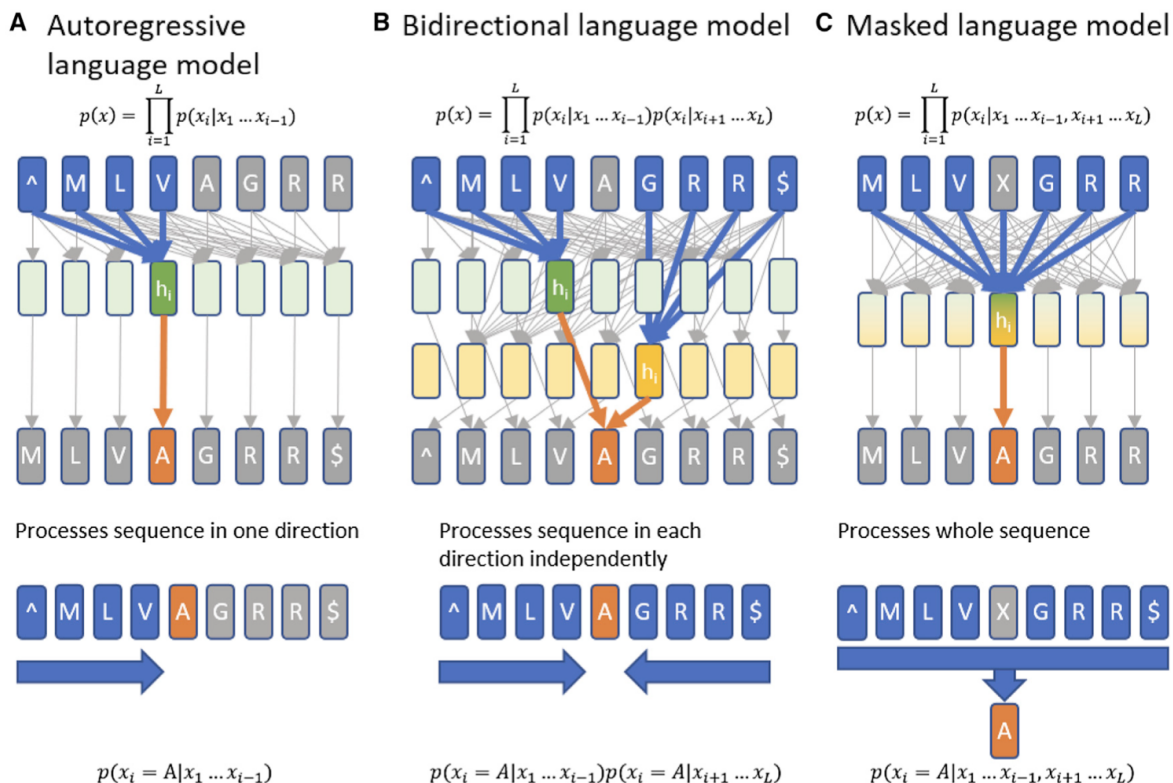 A Autoregressive
language model
p(x) = ∏_{i=1}^{L} p(x_i|x_1 … x_{i−1})
^ M L V A G R R
h_i
M L V A G R R $
Processes sequence in one direction
^ M L V A G R R $
p(x_i = A|x_1 … x_{i−1})
B Bidirectional language model
p(x) = ∏_{i=1}^{L} p(x_i|x_1 … x_{i−1})p(x_i|x_{i+1} … x_L)
^ M L V A G R R $
h_i
h_i
^ M L V A G R R $
Processes sequence in each
direction independently
^ M L V A G R R $
p(x_i = A|x_1 … x_{i−1})p(x_i = A|x_{i+1} … x_L)
C Masked language model
p(x) = ∏_{i=1}^{L} p(x_i|x_1 … x_{i−1}, x_{i+1} … x_L)
M L V X G R R
h_i
M L V A G R R
Processes whole sequence
^ M L V X G R R $
A
p(x_i = A|x_1 … x_{i−1}, x_{i+1} … x_L)